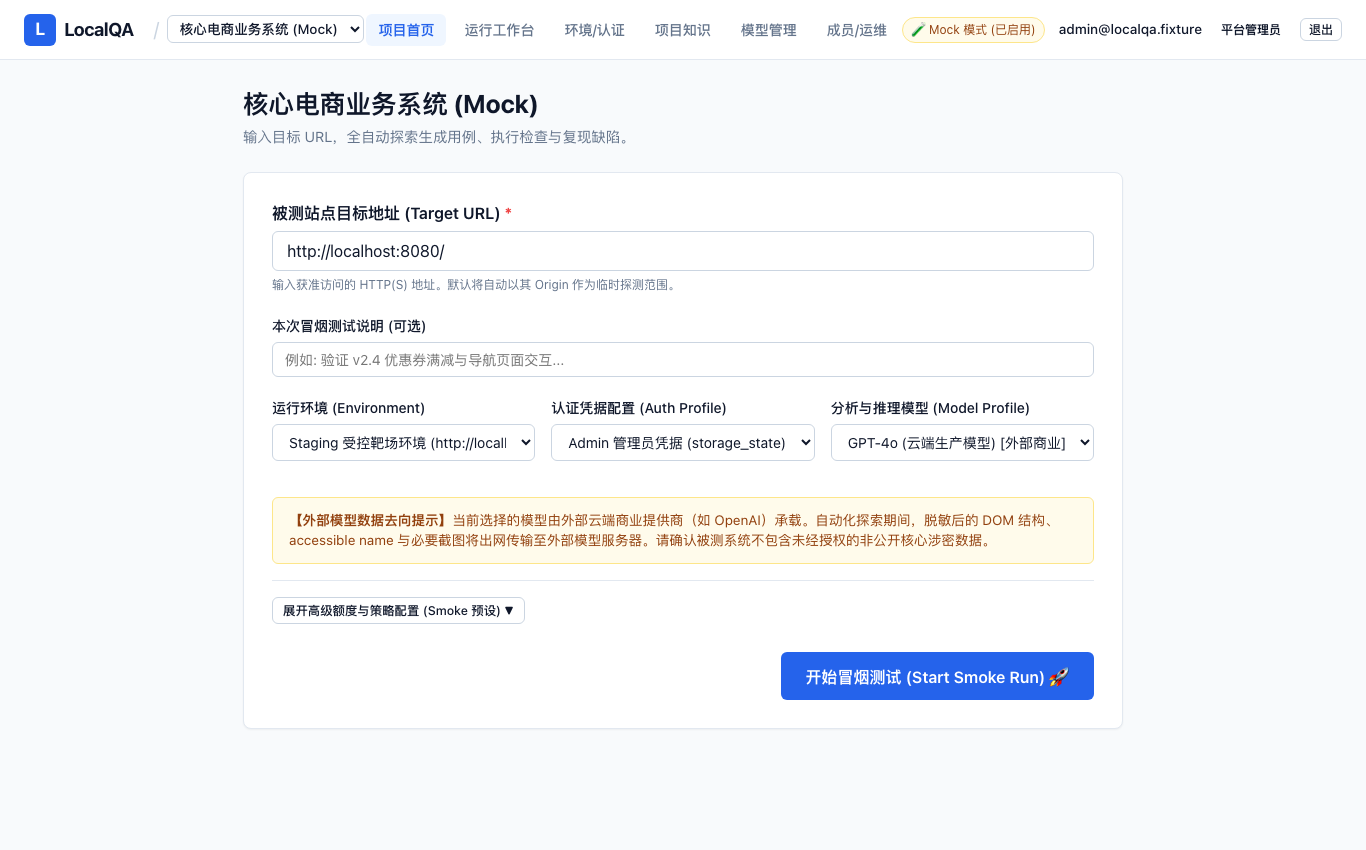 L LocalQA / 核心电商业务系统 (Mock) 项目首页 运行工作台 环境/认证 项目知识 模型管理 成员/运维 🧪 Mock 模式 (已启用) admin@localqa.fixture 平台管理员 退出
核心电商业务系统 (Mock)
输入目标 URL，全自动探索生成用例、执行检查与复现缺陷。
被测站点目标地址 (Target URL) *
http://localhost:8080/
输入获准访问的 HTTP(S) 地址。默认将自动以其 Origin 作为临时探测范围。
本次冒烟测试说明 (可选)
例如: 验证 v2.4 优惠券满减与导航页面交互...
运行环境 (Environment) 认证凭据配置 (Auth Profile) 分析与推理模型 (Model Profile)
Staging 受控靶场环境 (http://locall Admin 管理员凭据 (storage_state) GPT-4o (云端生产模型) [外部商业]
【外部模型数据去向提示】当前选择的模型由外部云端商业提供商（如 OpenAI）承载。自动化探索期间，脱敏后的 DOM 结构、
accessible name 与必要截图将出网传输至外部模型服务器。请确认被测系统不包含未经授权的非公开核心涉密数据。
展开高级额度与策略配置 (Smoke 预设) ▼
开始冒烟测试 (Start Smoke Run) 🚀